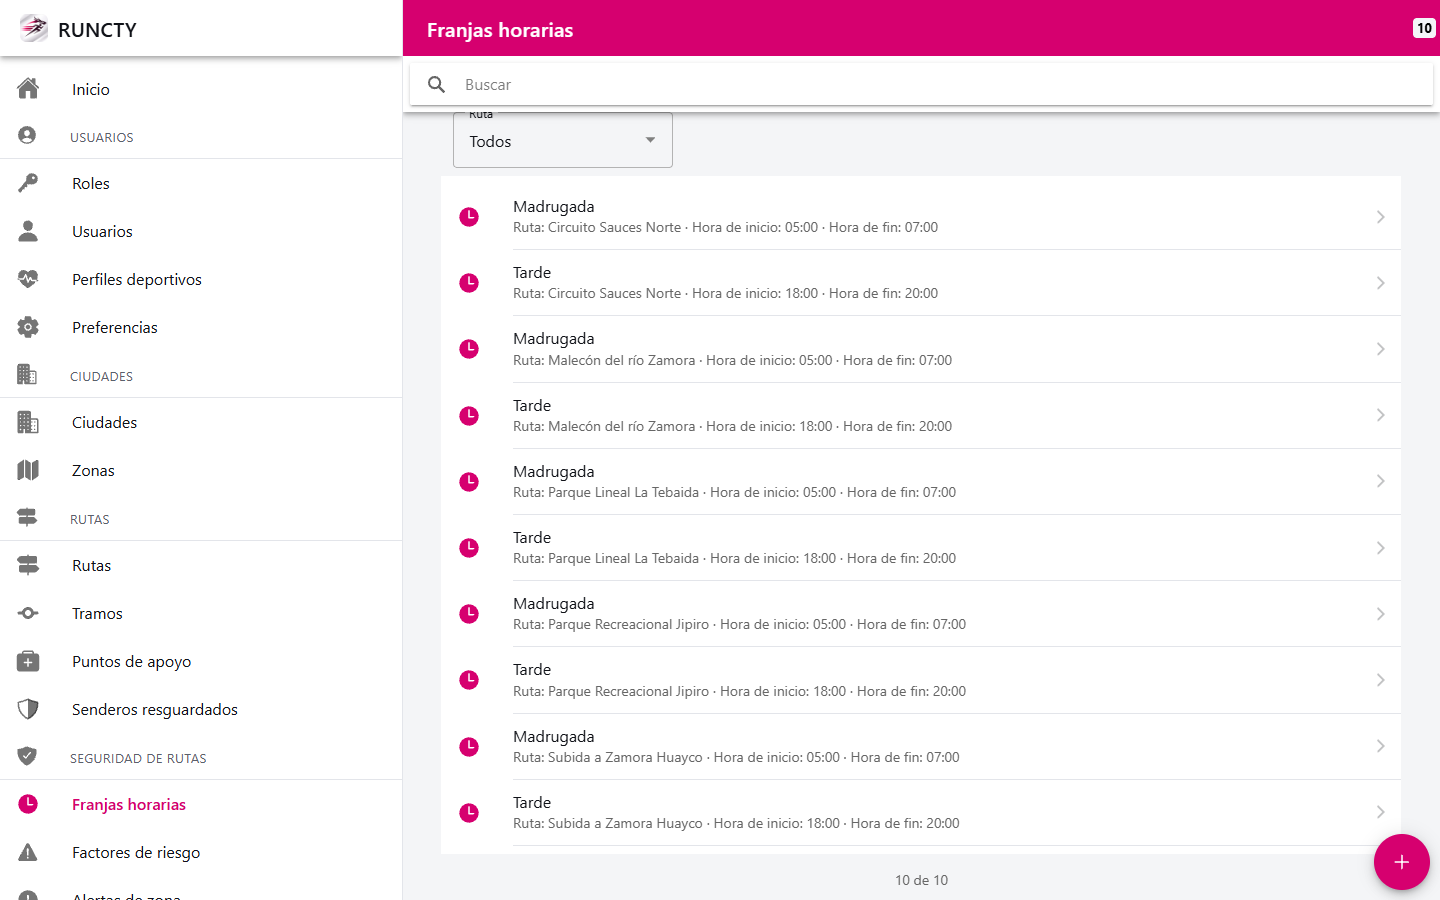 RUNCTY
Inicio
USUARIOS
Roles
Usuarios
Perfiles deportivos
Preferencias
CIUDADES
Ciudades
Zonas
RUTAS
Rutas
Tramos
Puntos de apoyo
Senderos resguardados
SEGURIDAD DE RUTAS
Franjas horarias
Factores de riesgo
Alertas de zona
Franjas horarias
10
Buscar
Ruta
Todos
Madrugada
Ruta: Circuito Sauces Norte · Hora de inicio: 05:00 · Hora de fin: 07:00
Tarde
Ruta: Circuito Sauces Norte · Hora de inicio: 18:00 · Hora de fin: 20:00
Madrugada
Ruta: Malecón del río Zamora · Hora de inicio: 05:00 · Hora de fin: 07:00
Tarde
Ruta: Malecón del río Zamora · Hora de inicio: 18:00 · Hora de fin: 20:00
Madrugada
Ruta: Parque Lineal La Tebaida · Hora de inicio: 05:00 · Hora de fin: 07:00
Tarde
Ruta: Parque Lineal La Tebaida · Hora de inicio: 18:00 · Hora de fin: 20:00
Madrugada
Ruta: Parque Recreacional Jipiro · Hora de inicio: 05:00 · Hora de fin: 07:00
Tarde
Ruta: Parque Recreacional Jipiro · Hora de inicio: 18:00 · Hora de fin: 20:00
Madrugada
Ruta: Subida a Zamora Huayco · Hora de inicio: 05:00 · Hora de fin: 07:00
Tarde
Ruta: Subida a Zamora Huayco · Hora de inicio: 18:00 · Hora de fin: 20:00
10 de 10